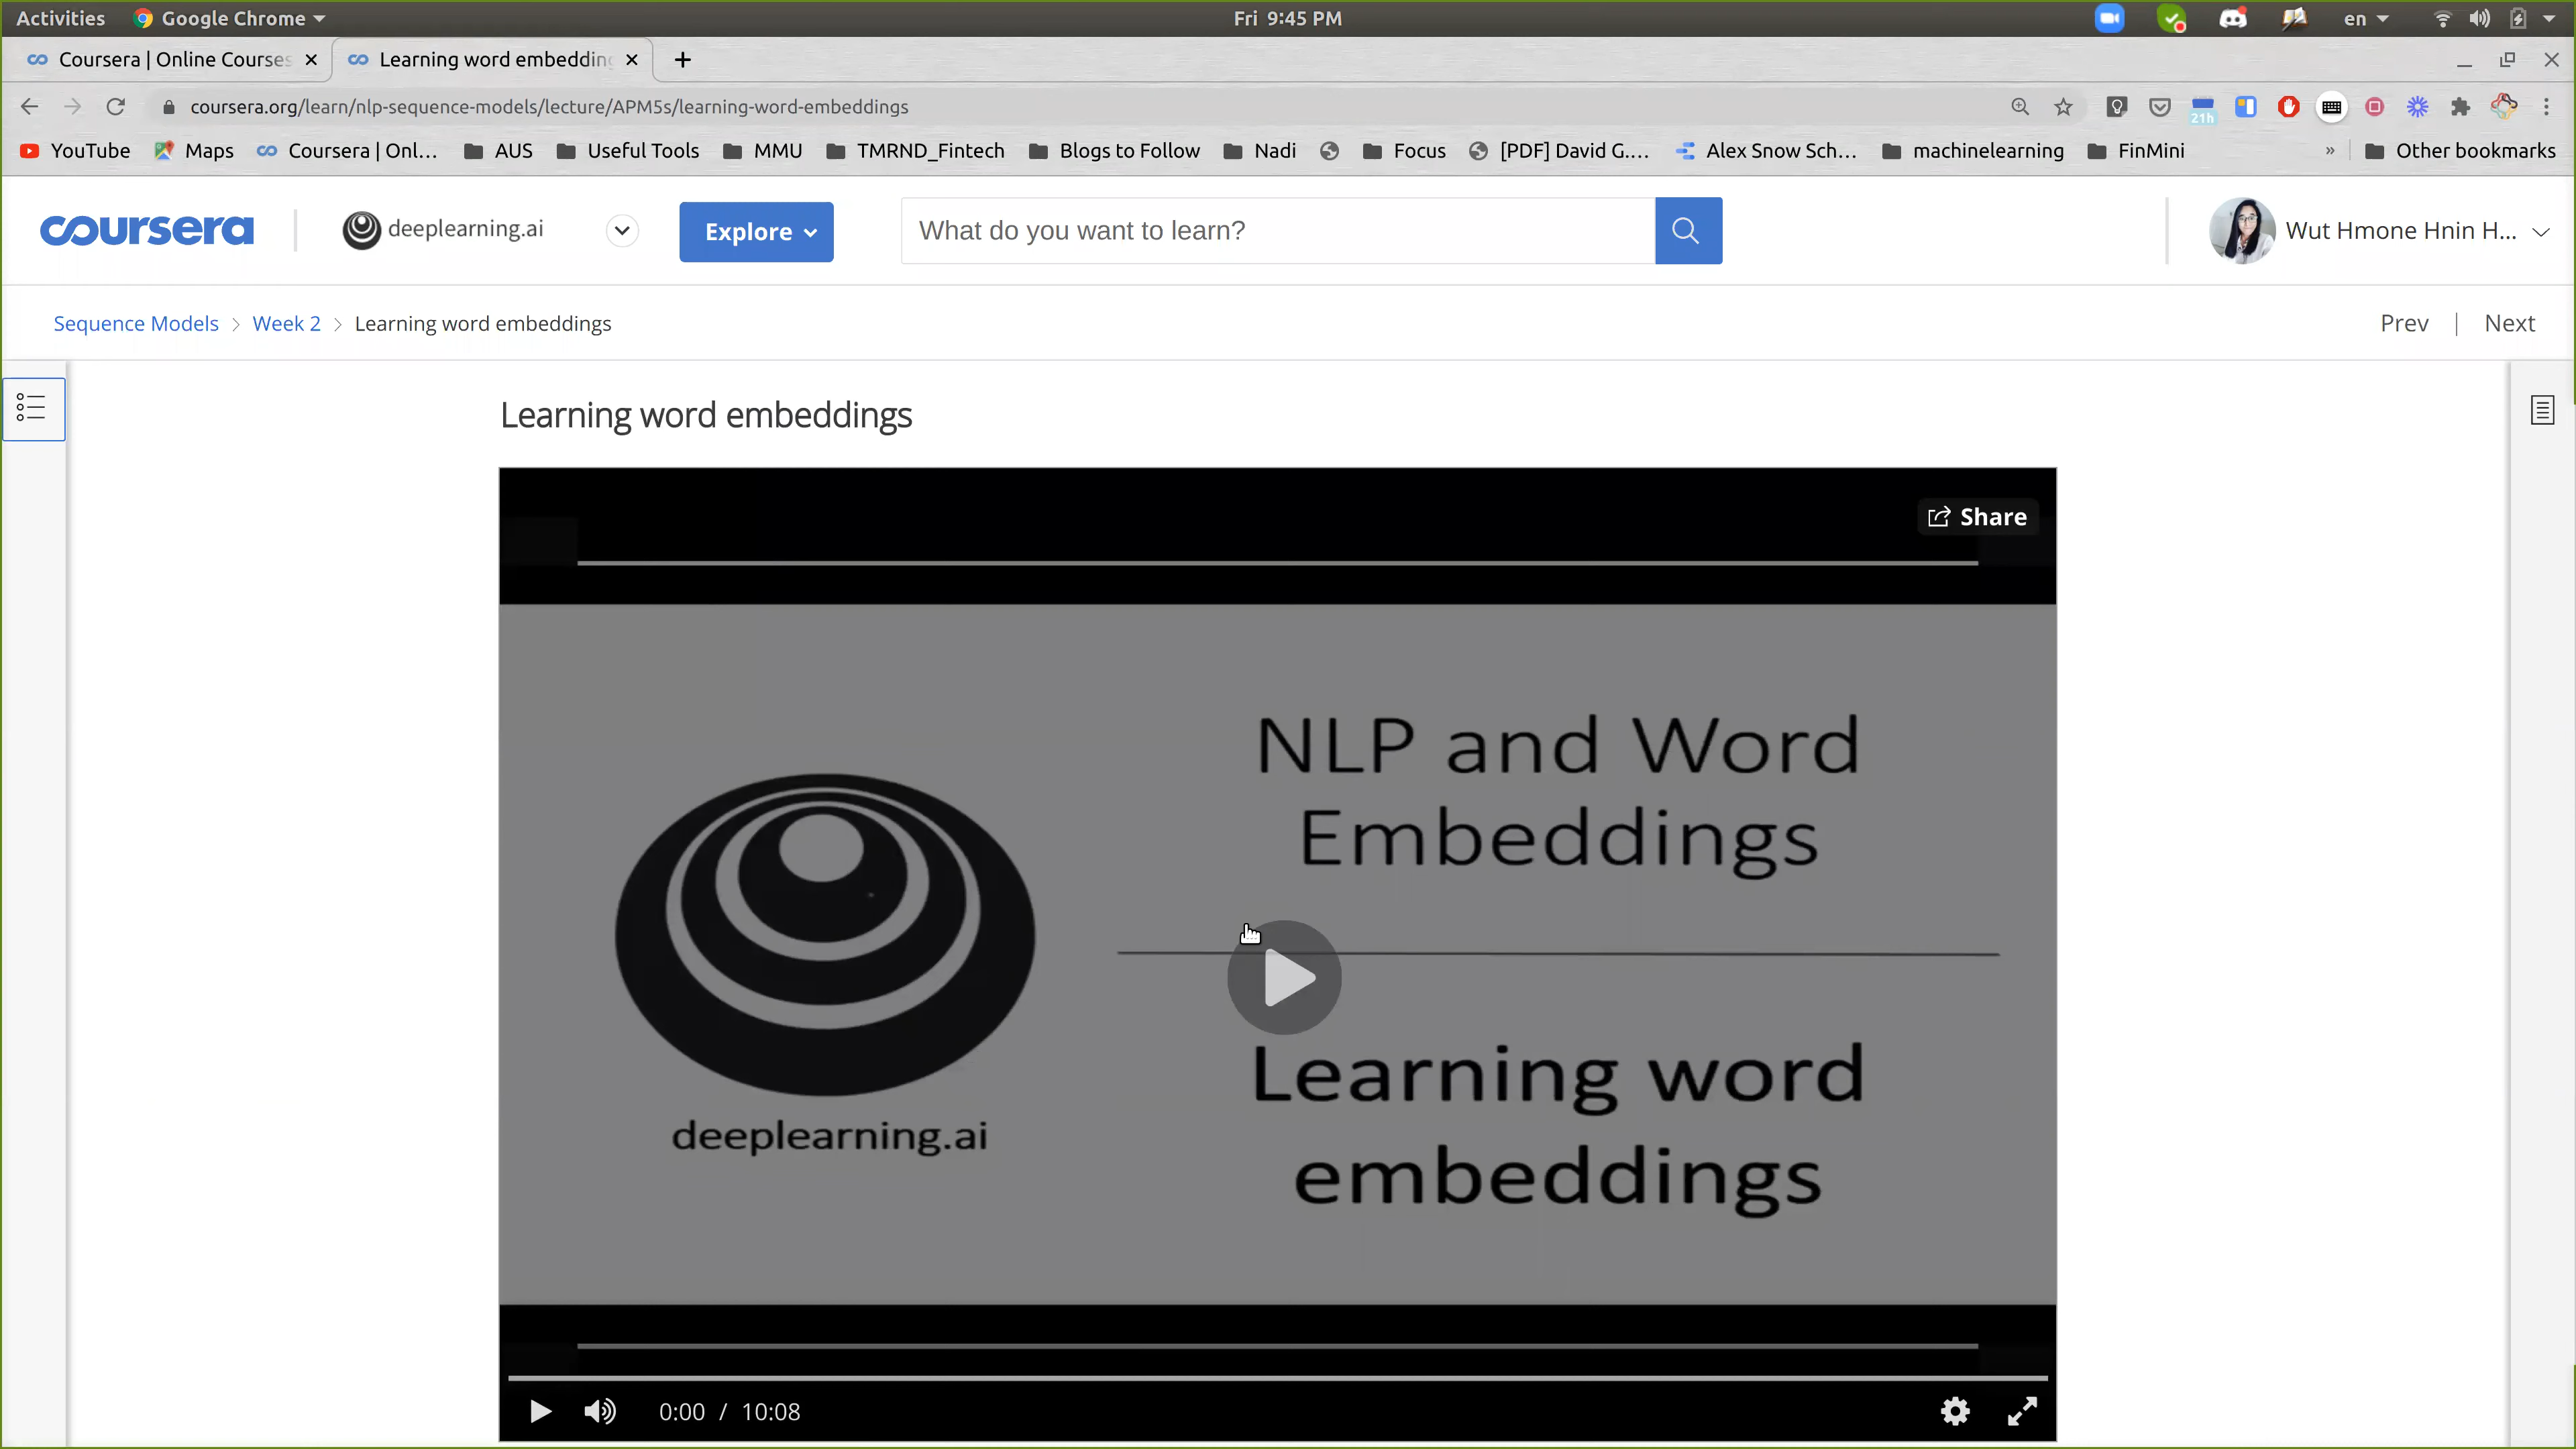 Activities Google Chrome Fri 9:45 PM en
Coursera | Online Courses Learning word embedding
coursera.org/learn/nlp-sequence-models/lecture/APM5s/learning-word-embeddings 21h
YouTube Maps Coursera | Onl... AUS Useful Tools MMU TMRND_Fintech Blogs to Follow Nadi Focus [PDF] David G.... Alex Snow Sch... machinelearning FinMini » Other bookmarks
coursera deeplearning.ai Explore What do you want to learn? Wut Hmone Hnin H...
Sequence Models > Week 2 > Learning word embeddings Prev | Next
Learning word embeddings
Share
NLP and Word
Embeddings
Learning word
embeddings
deeplearning.ai
0:00 / 10:08